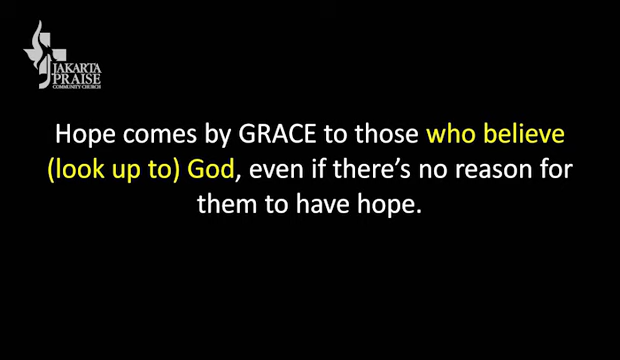 JAKARTA
PRAISE
COMMUNITY CHURCH
Hope comes by GRACE to those who believe
(look up to) God, even if there's no reason for
them to have hope.